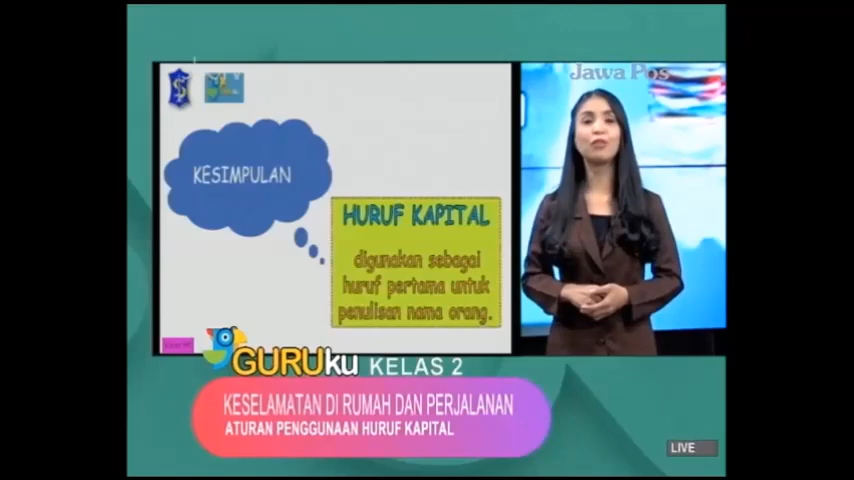 Jawa Pos
KESIMPULAN
HURUF KAPITAL
digunakan sebagai
huruf pertama untuk
penulisan nama orang.
GURUku KELAS 2
KESELAMATAN DI RUMAH DAN PERJALANAN
ATURAN PENGGUNAAN HURUF KAPITAL
LIVE